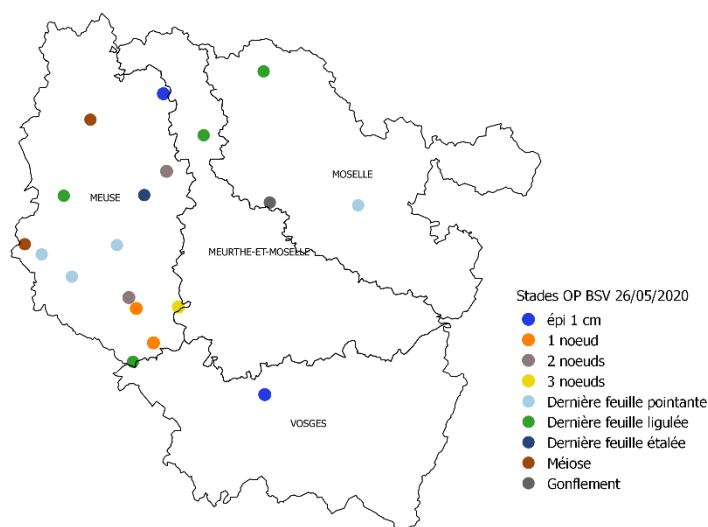 MOSELLE
MEUSE
MEURTHE-ET-MOSELLE
VOSGES
Stades OP BSV 26/05/2020
épi 1 cm
1 noeud
2 noeuds
3 noeuds
Dernière feuille pointante
Dernière feuille ligulée
Dernière feuille étalée
Méiose
Gonflement